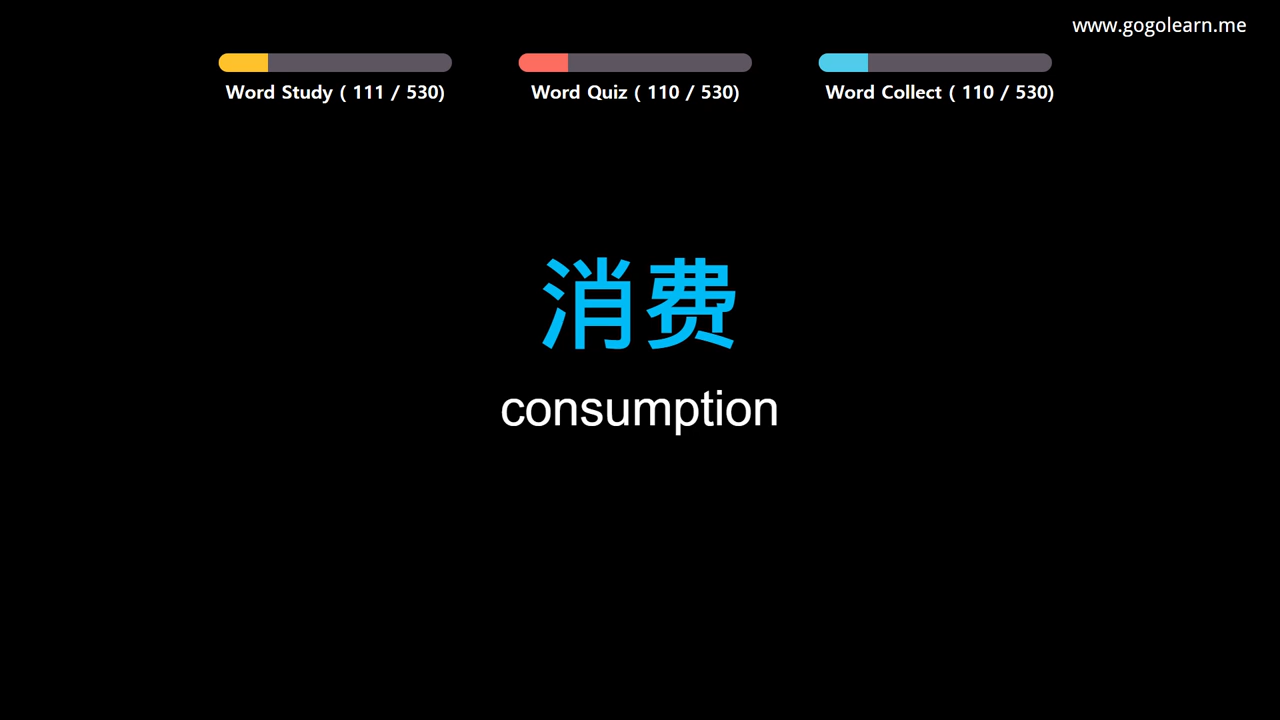 www.gogolearn.me
Word Study ( 111 / 530)
Word Quiz ( 110 / 530)
Word Collect ( 110 / 530)
消费
consumption